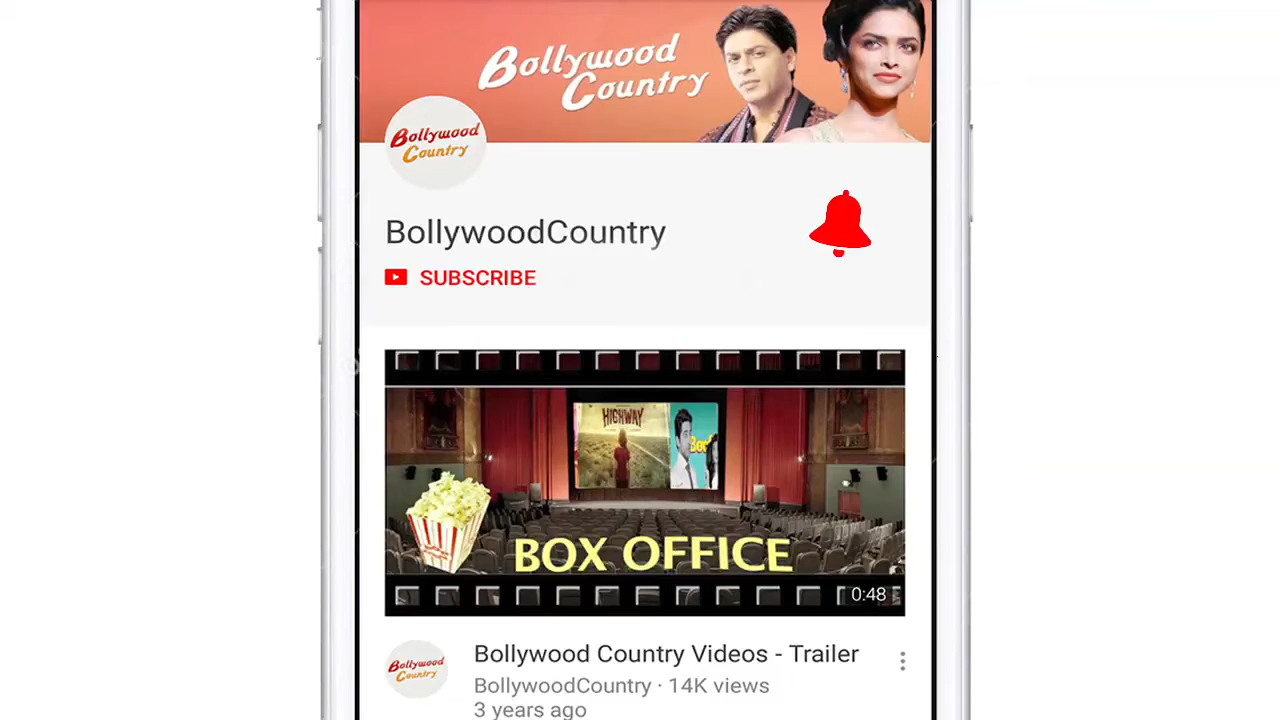 Bollywood
Country
Bollywood
Country
BollywoodCountry
SUBSCRIBE
HIGHWAY
BOX OFFICE
0:48
Bollywood
Country
Bollywood Country Videos - Trailer
BollywoodCountry · 14K views
3 years ago